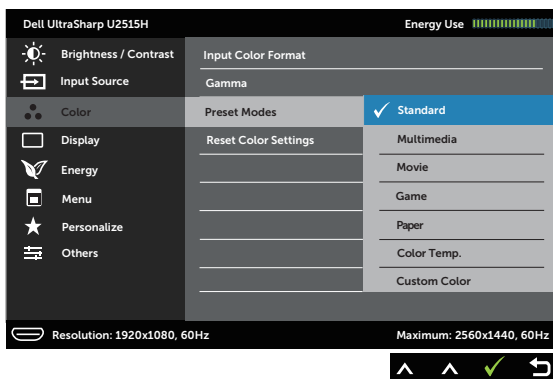 Dell UltraSharp U2515H Energy Use
Brightness / Contrast Input Color Format
Input Source Gamma
Color Preset Modes Standard
Display Reset Color Settings Multimedia
Energy Movie
Menu Game
Personalize Paper
Others Color Temp.
Custom Color
Resolution: 1920x1080, 60Hz Maximum: 2560x1440, 60Hz